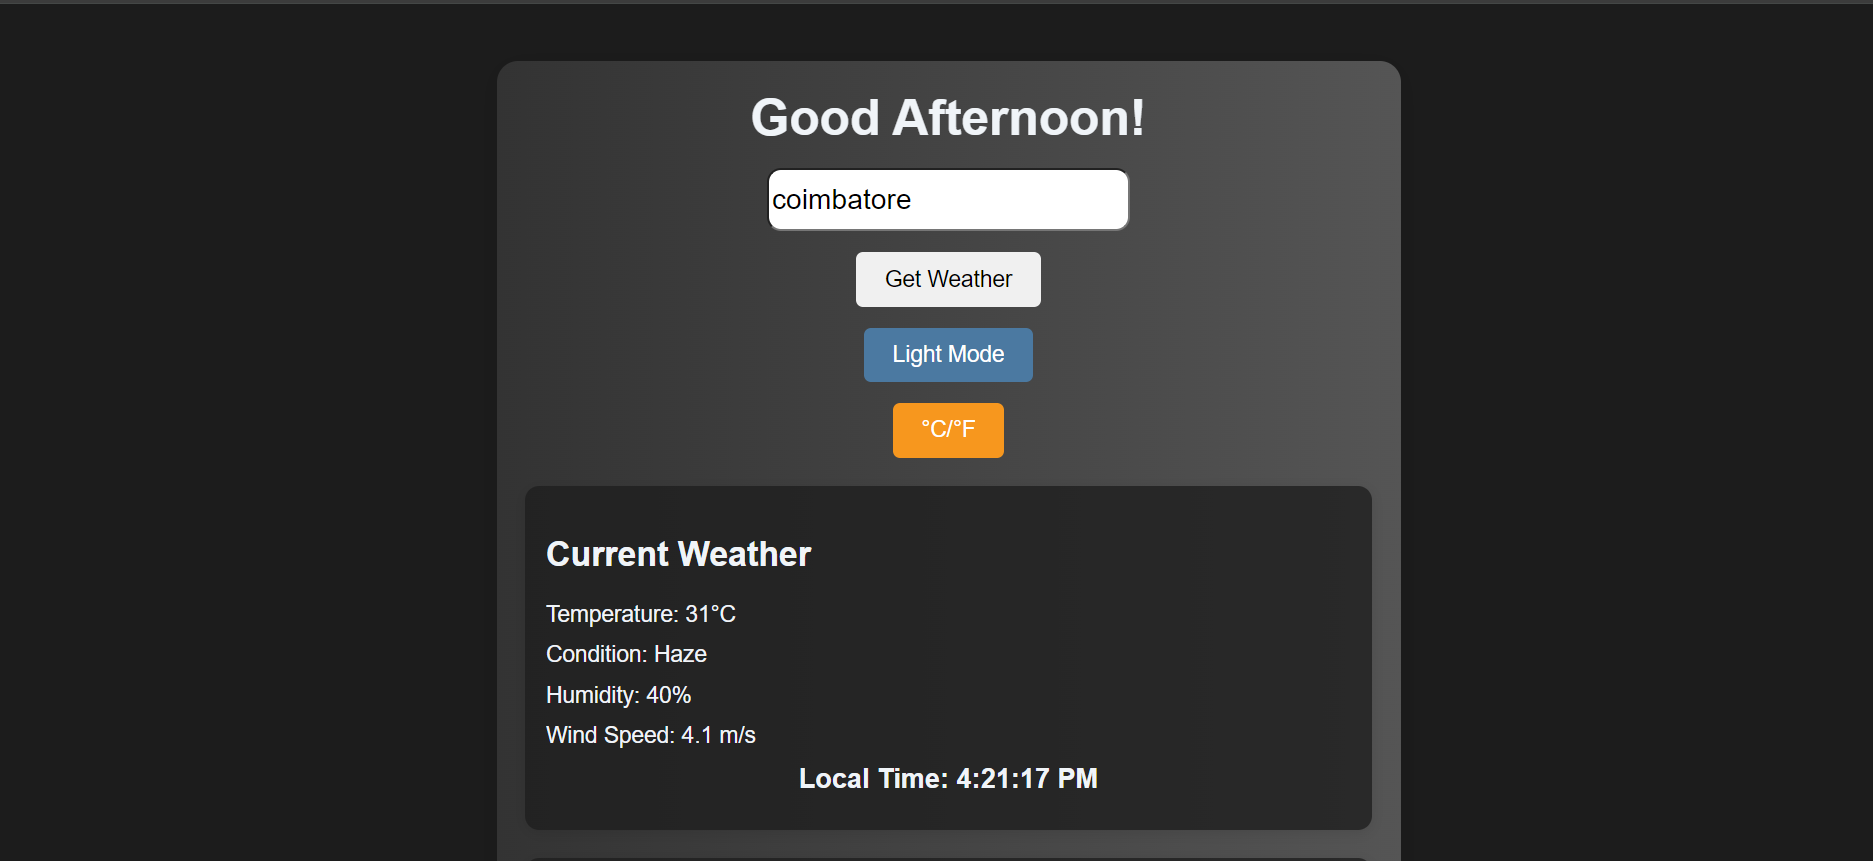 Good Afternoon!
coimbatore
Get Weather
Light Mode
°C/°F
Current Weather
Temperature: 31°C
Condition: Haze
Humidity: 40%
Wind Speed: 4.1 m/s
Local Time: 4:21:17 PM